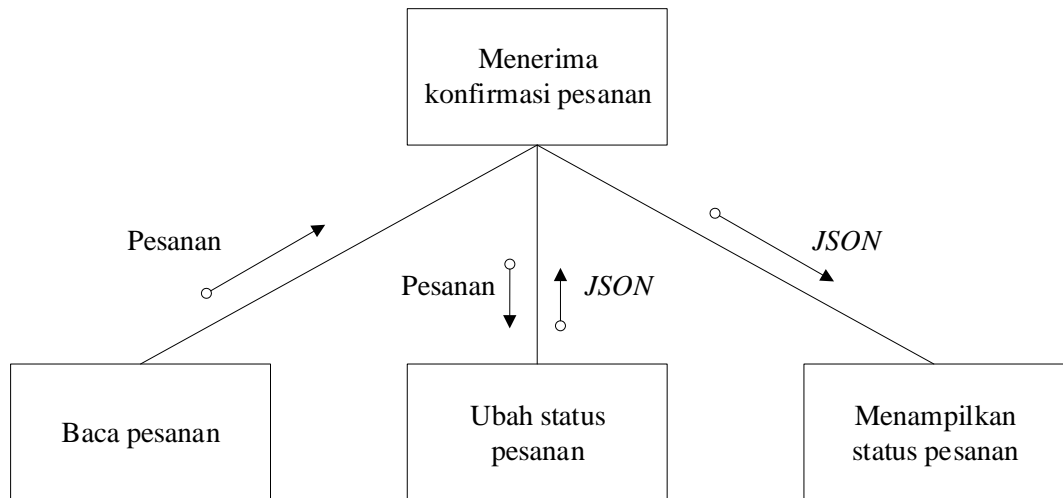 Menerima
konfirmasi pesanan
Pesanan
JSON
Pesanan
JSON
Baca pesanan
Ubah status
pesanan
Menampilkan
status pesanan